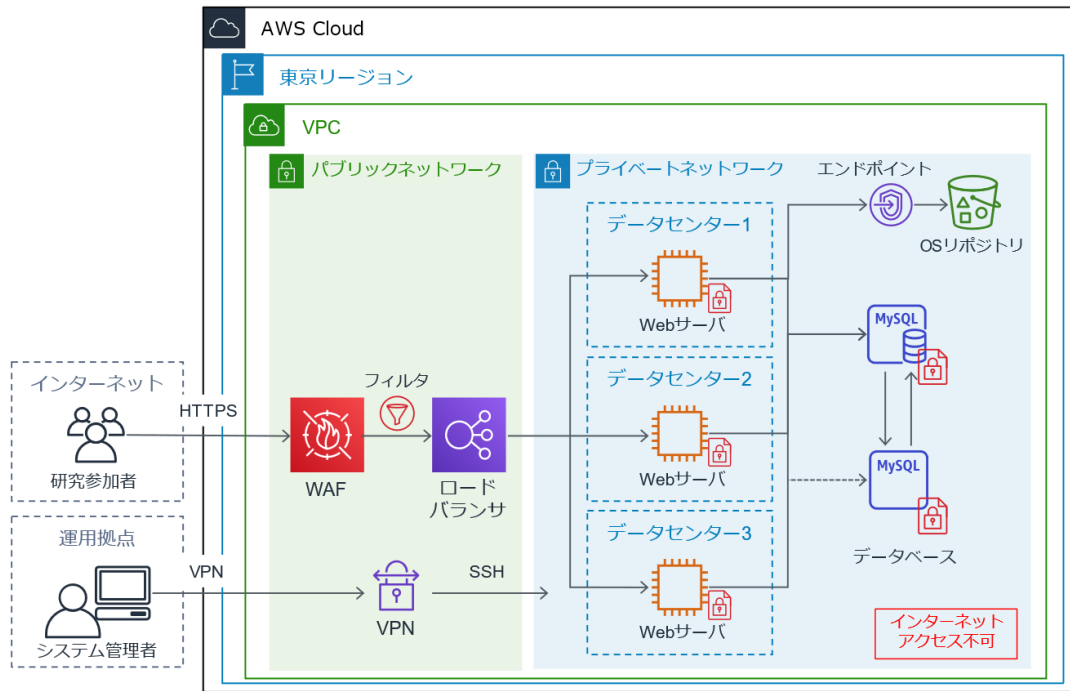 AWS Cloud
東京リージョン
VPC
パブリックネットワーク
プライベートネットワーク
エンドポイント
OSリポジトリ
データセンター1
Webサーバ
MySQL
データセンター2
Webサーバ
MySQL
データベース
データセンター3
Webサーバ
インターネット
アクセス不可
インターネット
研究参加者
HTTPS
WAF
フィルタ
ロード
バランサ
運用拠点
システム管理者
VPN
VPN
SSH